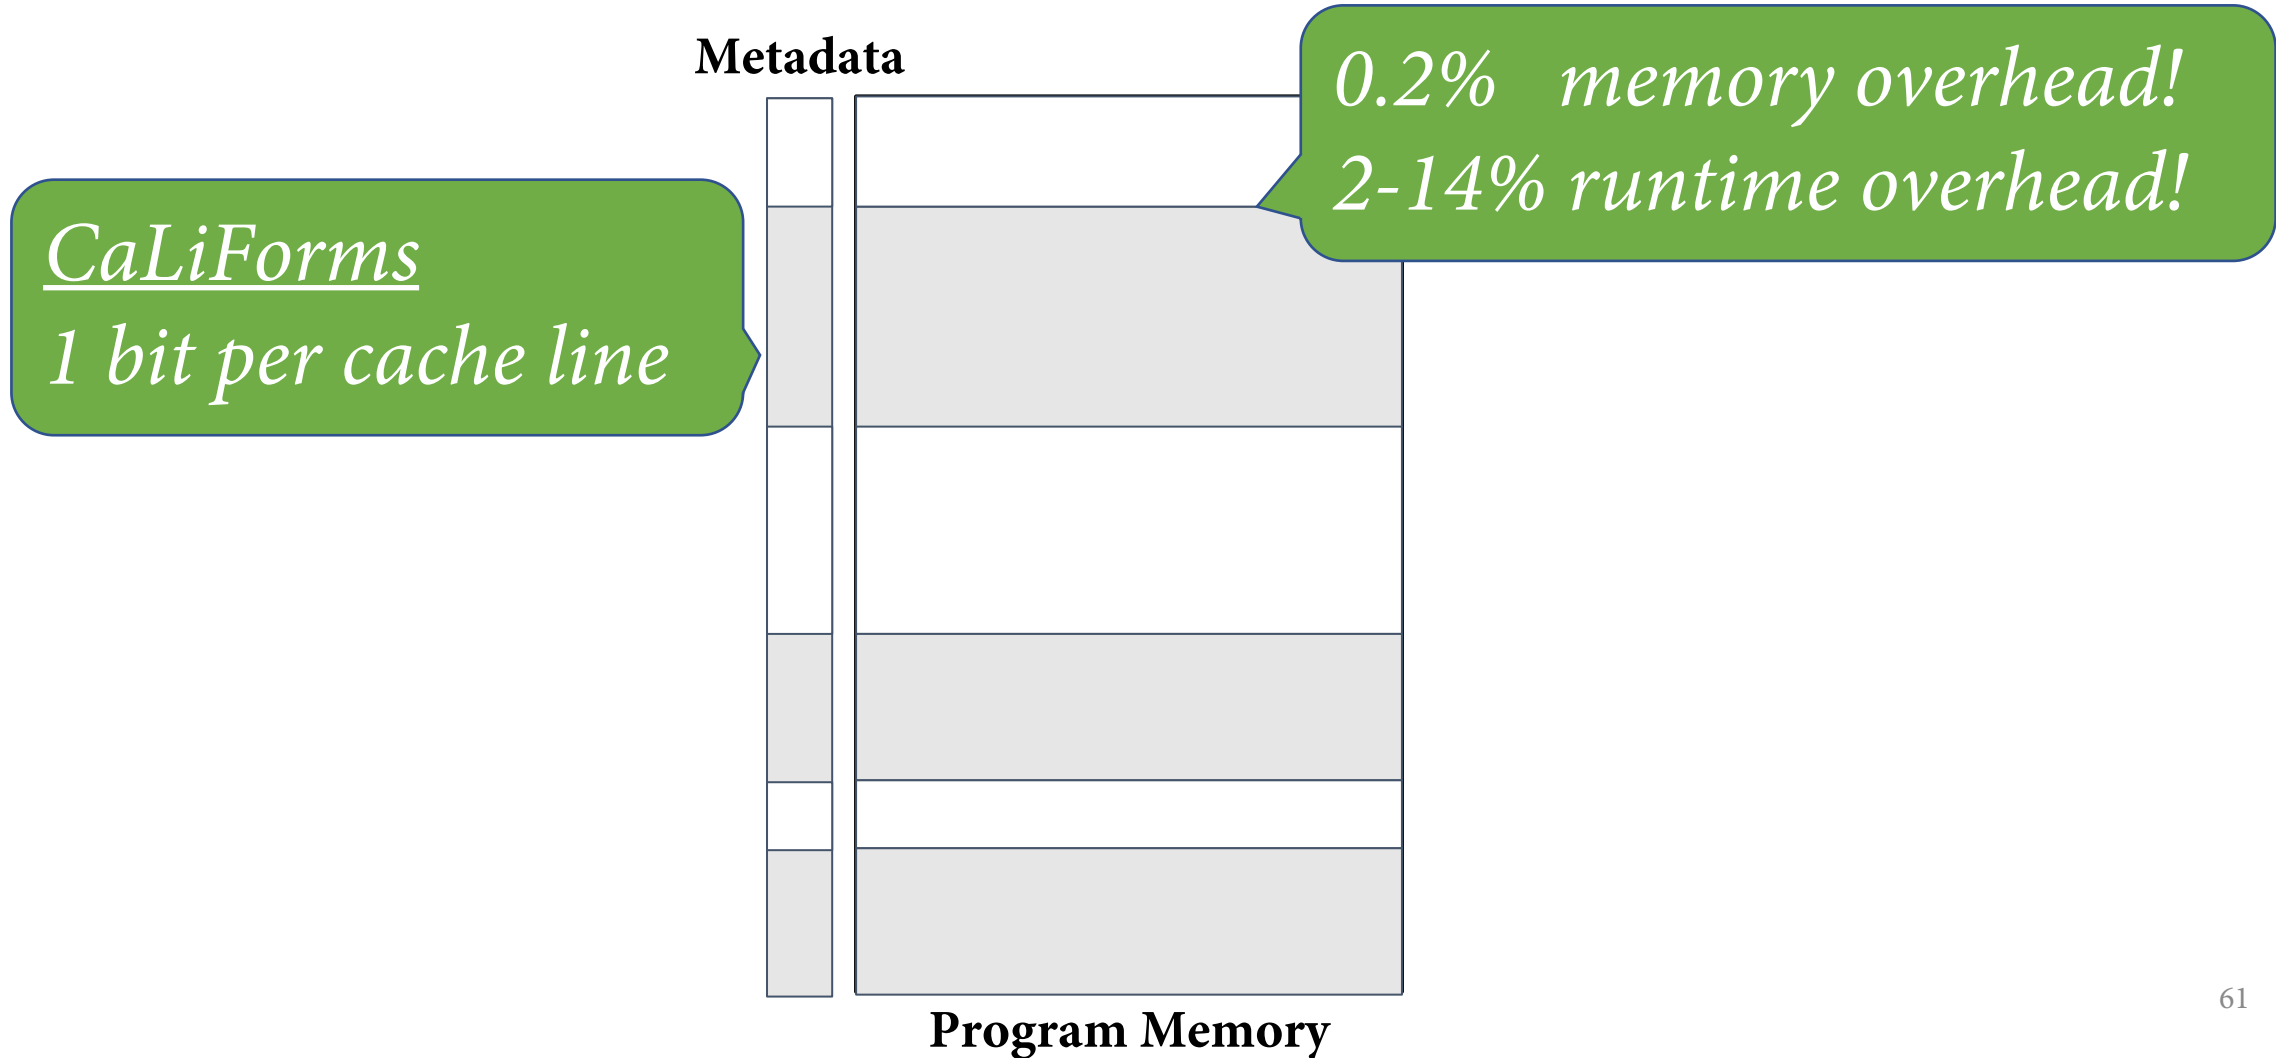 Metadata
0.2% memory overhead!
2-14% runtime overhead!
CaLiForms
1 bit per cache line
Program Memory
61